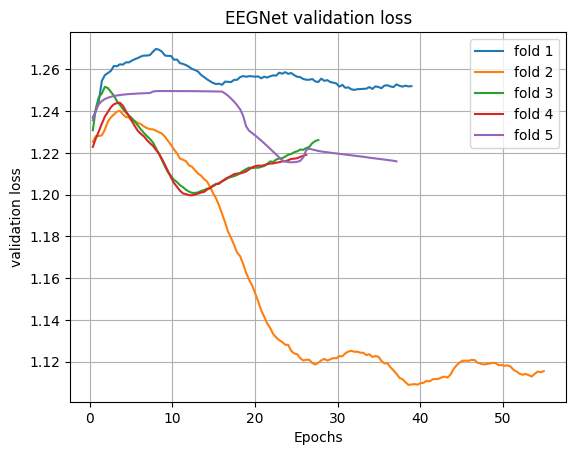 EEGNet validation loss
validation loss
1.26
1.24
1.22
1.20
1.18
1.16
1.14
1.12
0
10
20
30
40
50
Epochs
fold 1
fold 2
fold 3
fold 4
fold 5